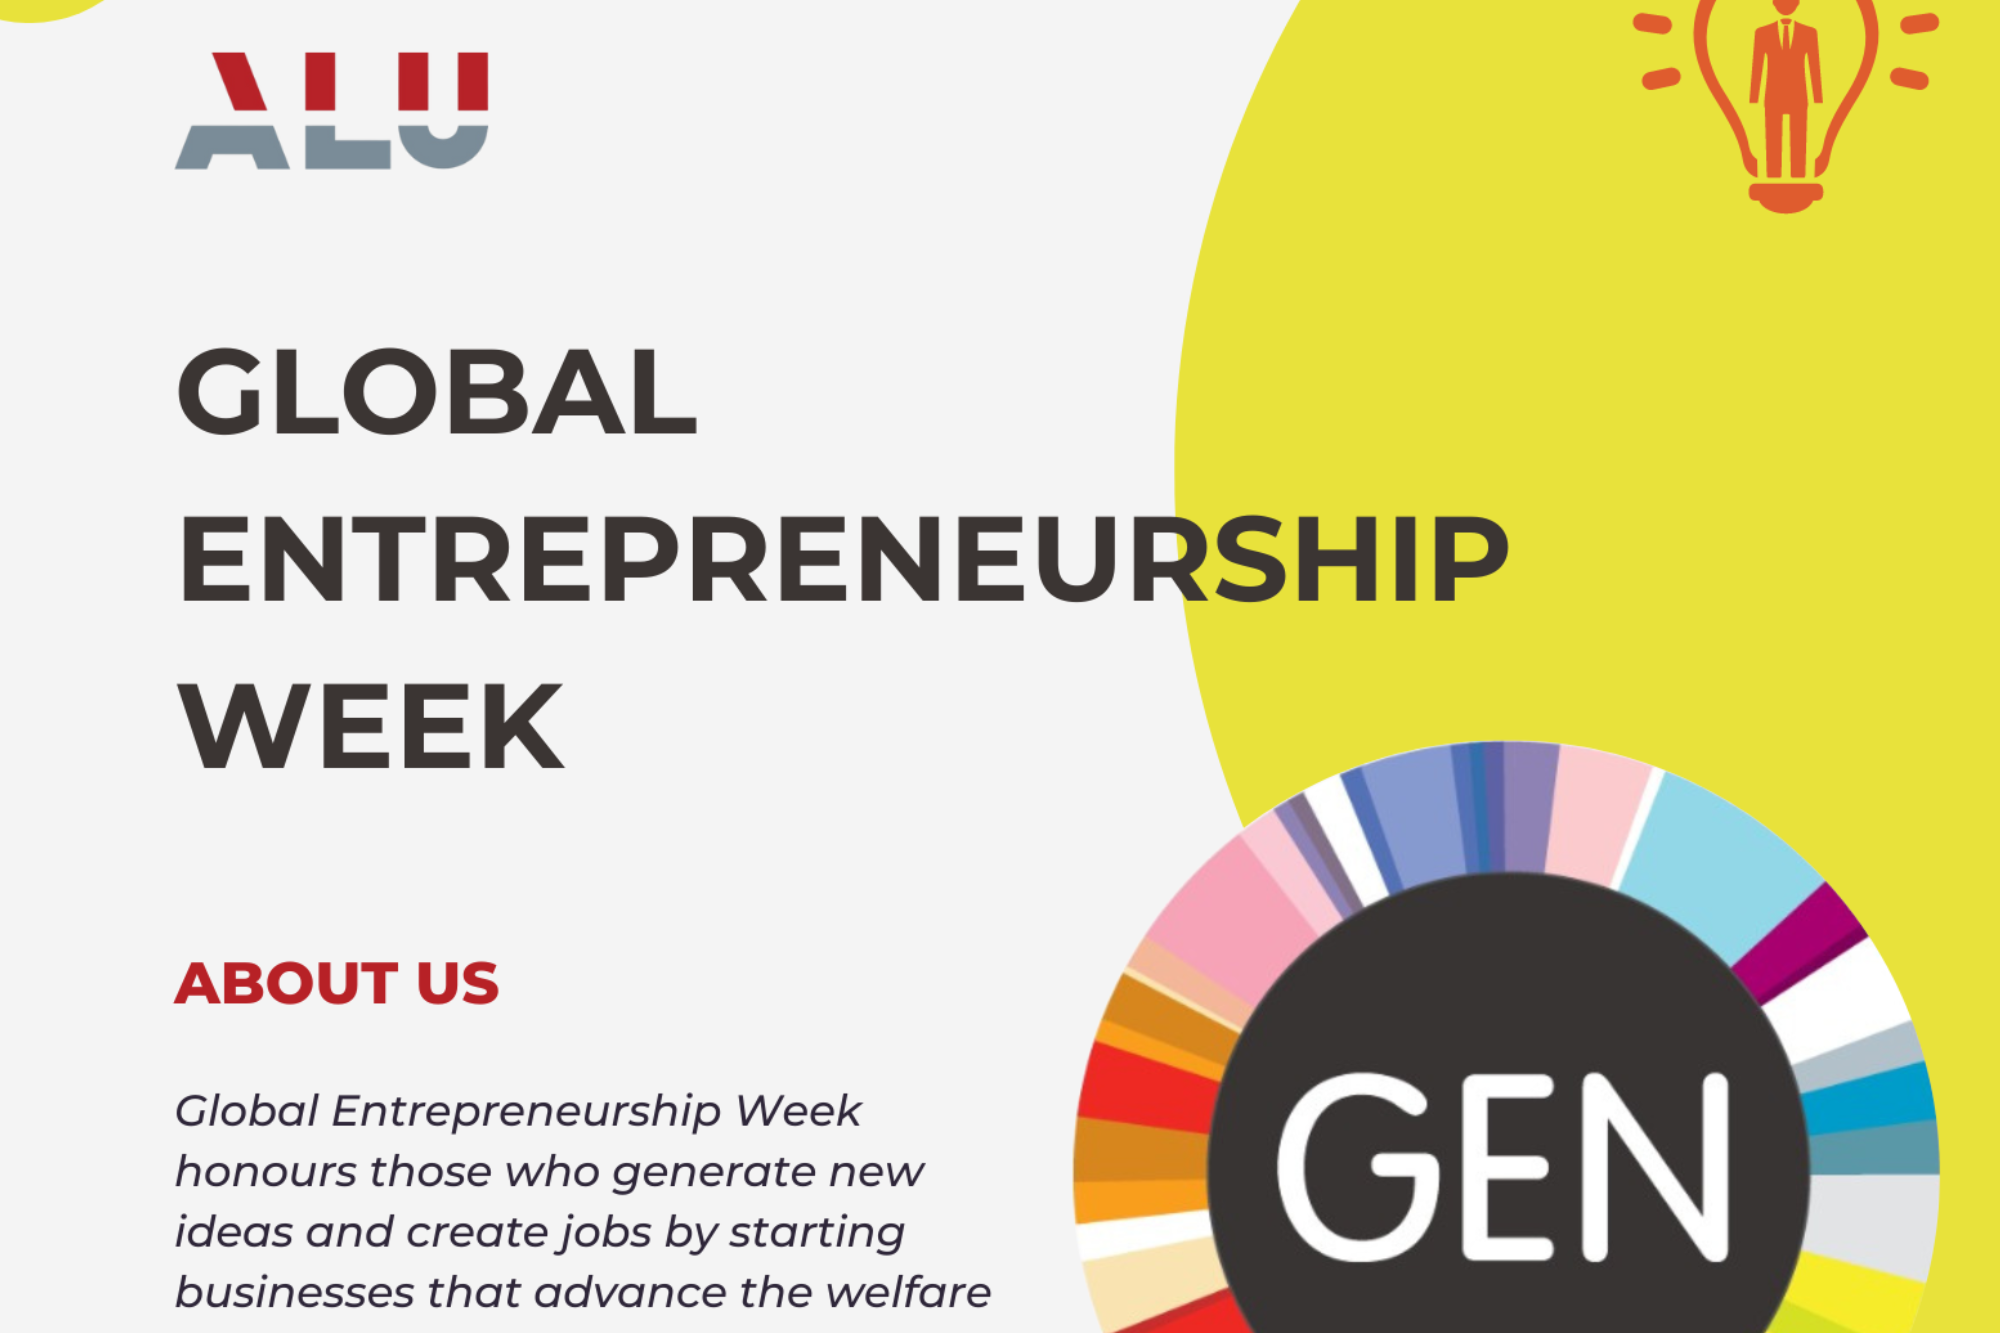 ALU
GLOBAL
ENTREPRENEURSHIP
WEEK
ABOUT US
Global Entrepreneurship Week
honours those who generate new
ideas and create jobs by starting
businesses that advance the welfare
GEN